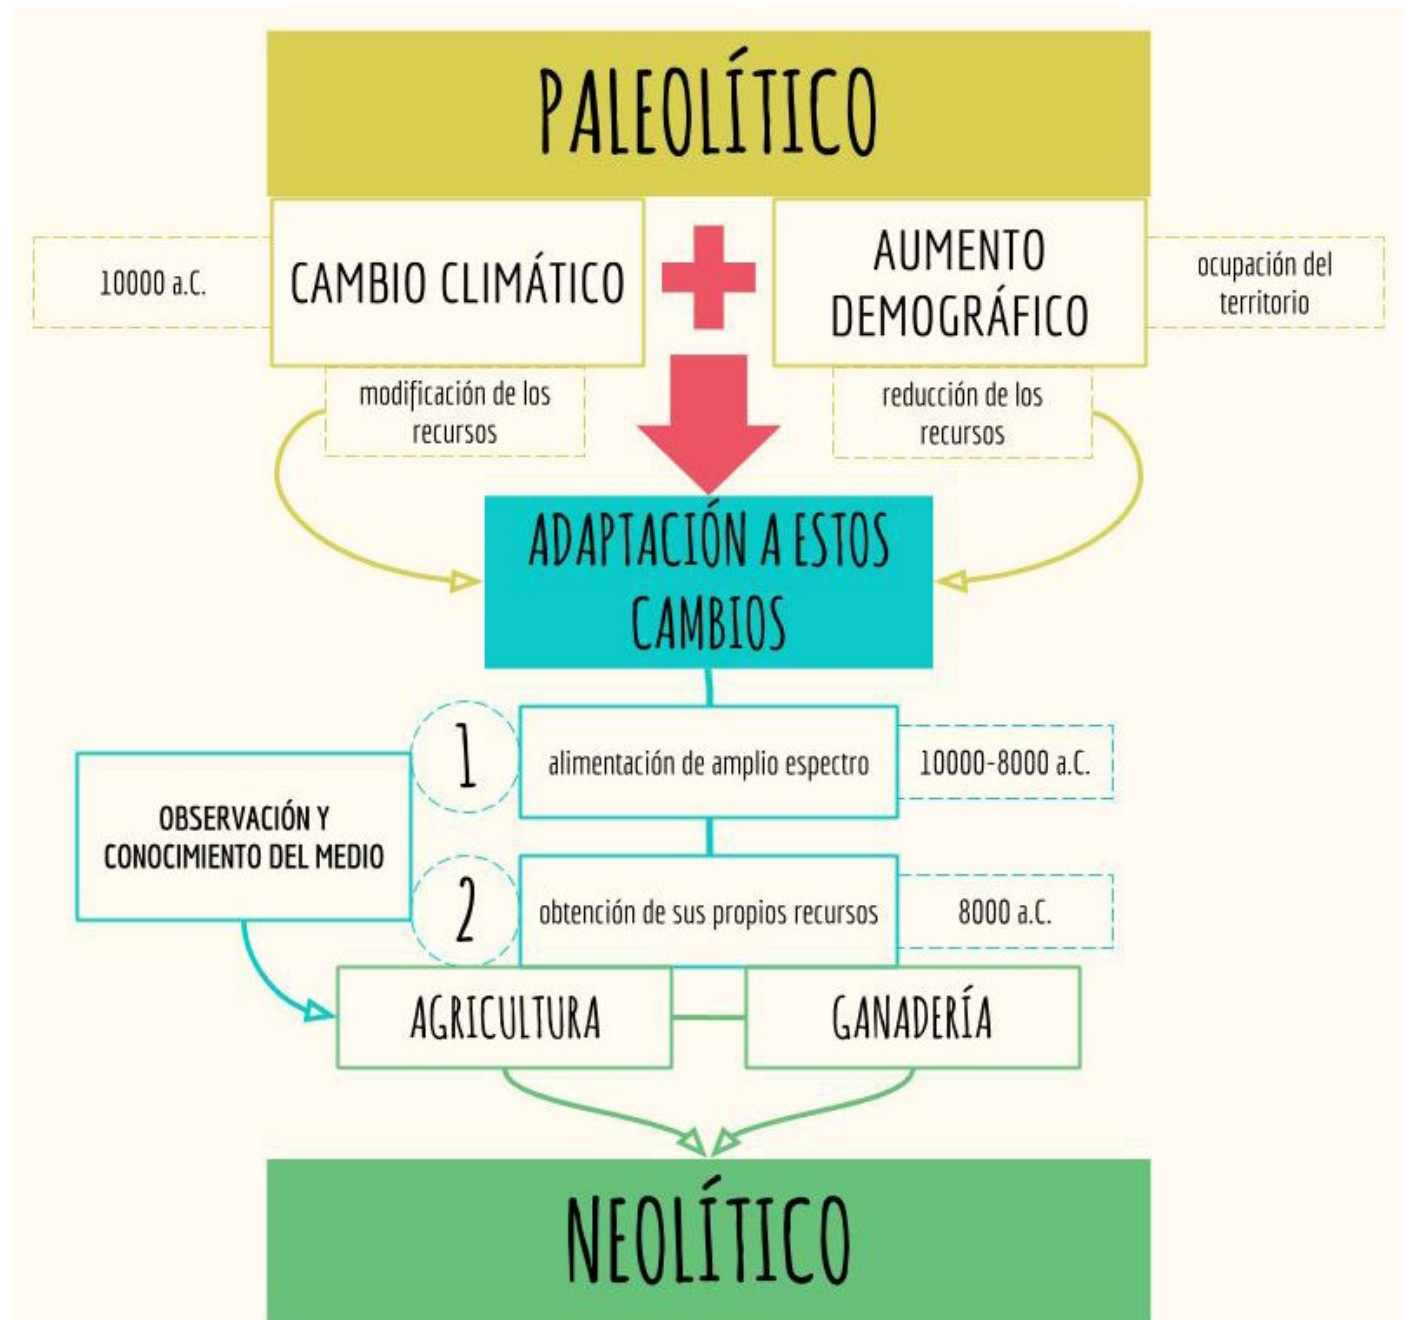 PALEOLÍTICO
10000 a.C.
CAMBIO CLIMÁTICO
AUMENTO
DEMOGRÁFICO
ocupación del
territorio
modificación de los
recursos
reducción de los
recursos
ADAPTACIÓN A ESTOS
CAMBIOS
1
alimentación de amplio espectro
10000-8000 a.C.
OBSERVACIÓN Y
CONOCIMIENTO DEL MEDIO
2
obtención de sus propios recursos
8000 a.C.
AGRICULTURA
GANADERÍA
NEOLÍTICO